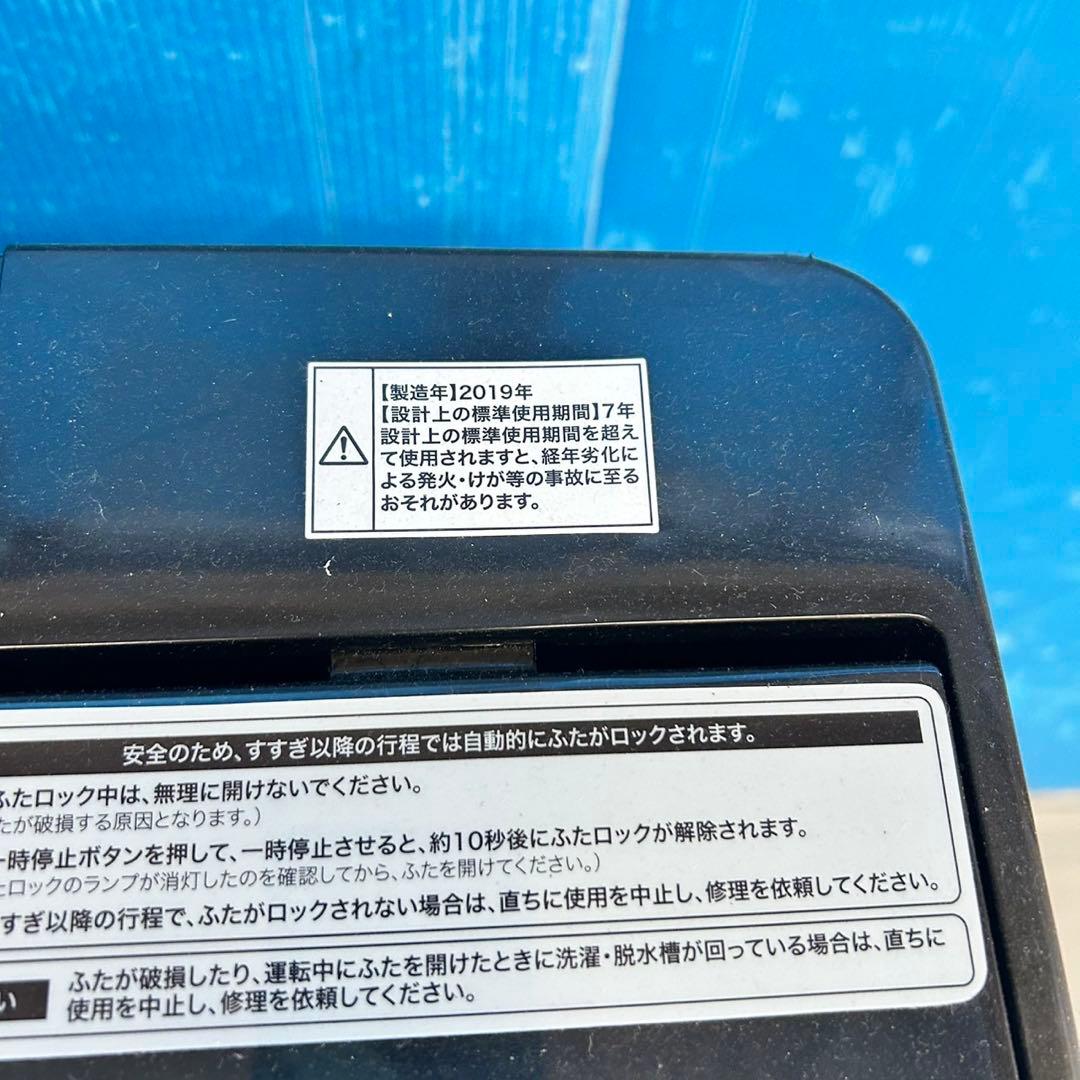 【製造年】2019年
【設計上の標準使用期間】7年
設計上の標準使用期間を超え
て使用されますと、経年劣化に
よる発火・けが等の事故に至る
おそれがあります。
安全のため、すすぎ以降の行程では自動的にふたがロックされます。
ふたロック中は、無理に開けないでください。
たが破損する原因となります。)
一時停止ボタンを押して、一時停止させると、約10秒後にふたロックが解除されます。
たロックのランプが消灯したのを確認してから、ふたを開けてください。)
すすぎ以降の行程で、ふたがロックされない場合は、直ちに使用を中止し、修理を依頼してください。
い
ふたが破損したり、運転中にふたを開けたときに洗濯・脱水槽が回っている場合は、直ちに
使用を中止し、修理を依頼してください。